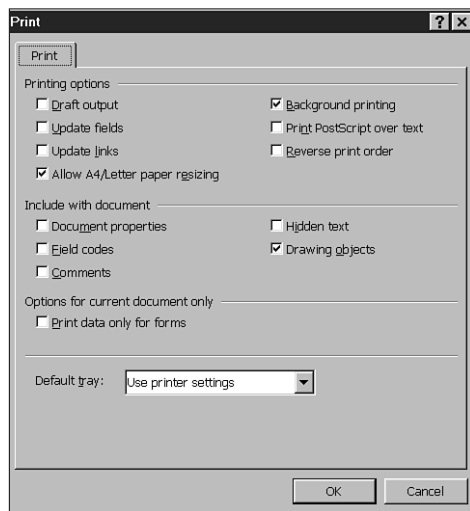 Print
Print
Printing options
Draft output
Background printing
Update fields
Print PostScript over text
Update links
Reverse print order
Allow A4/Letter paper resizing
Include with document
Document properties
Hidden text
Field codes
Drawing objects
Comments
Options for current document only
Print data only for forms
Default tray: Use printer settings
OK Cancel